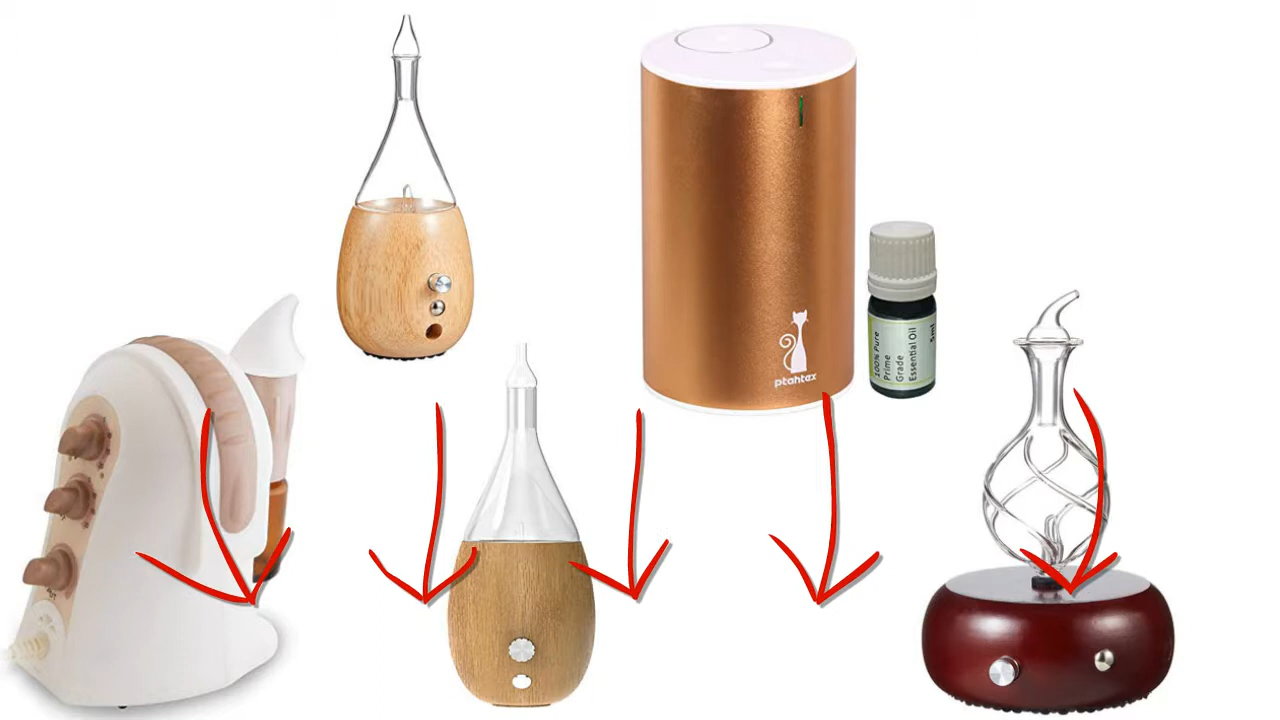 ptahtex
100% Pure
Prime
Grade
Essential Oil
5ml